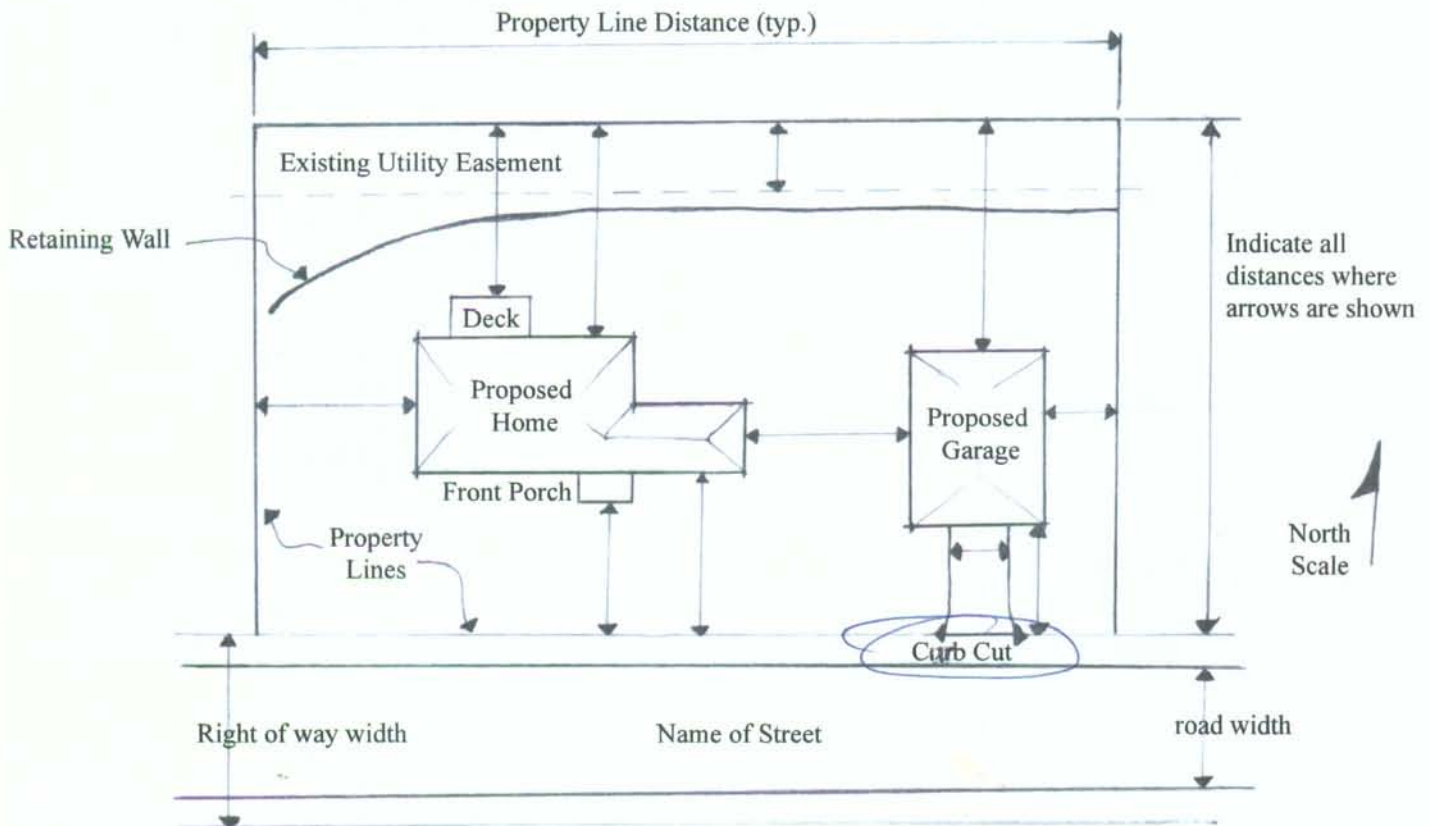 Property Line Distance (typ.)
Existing Utility Easement
Retaining Wall
Indicate all
distances where
arrows are shown
Deck
Proposed
Home
Proposed
Garage
Front Porch
Property
Lines
North
Scale
Curb Cut
Right of way width
Name of Street
road width